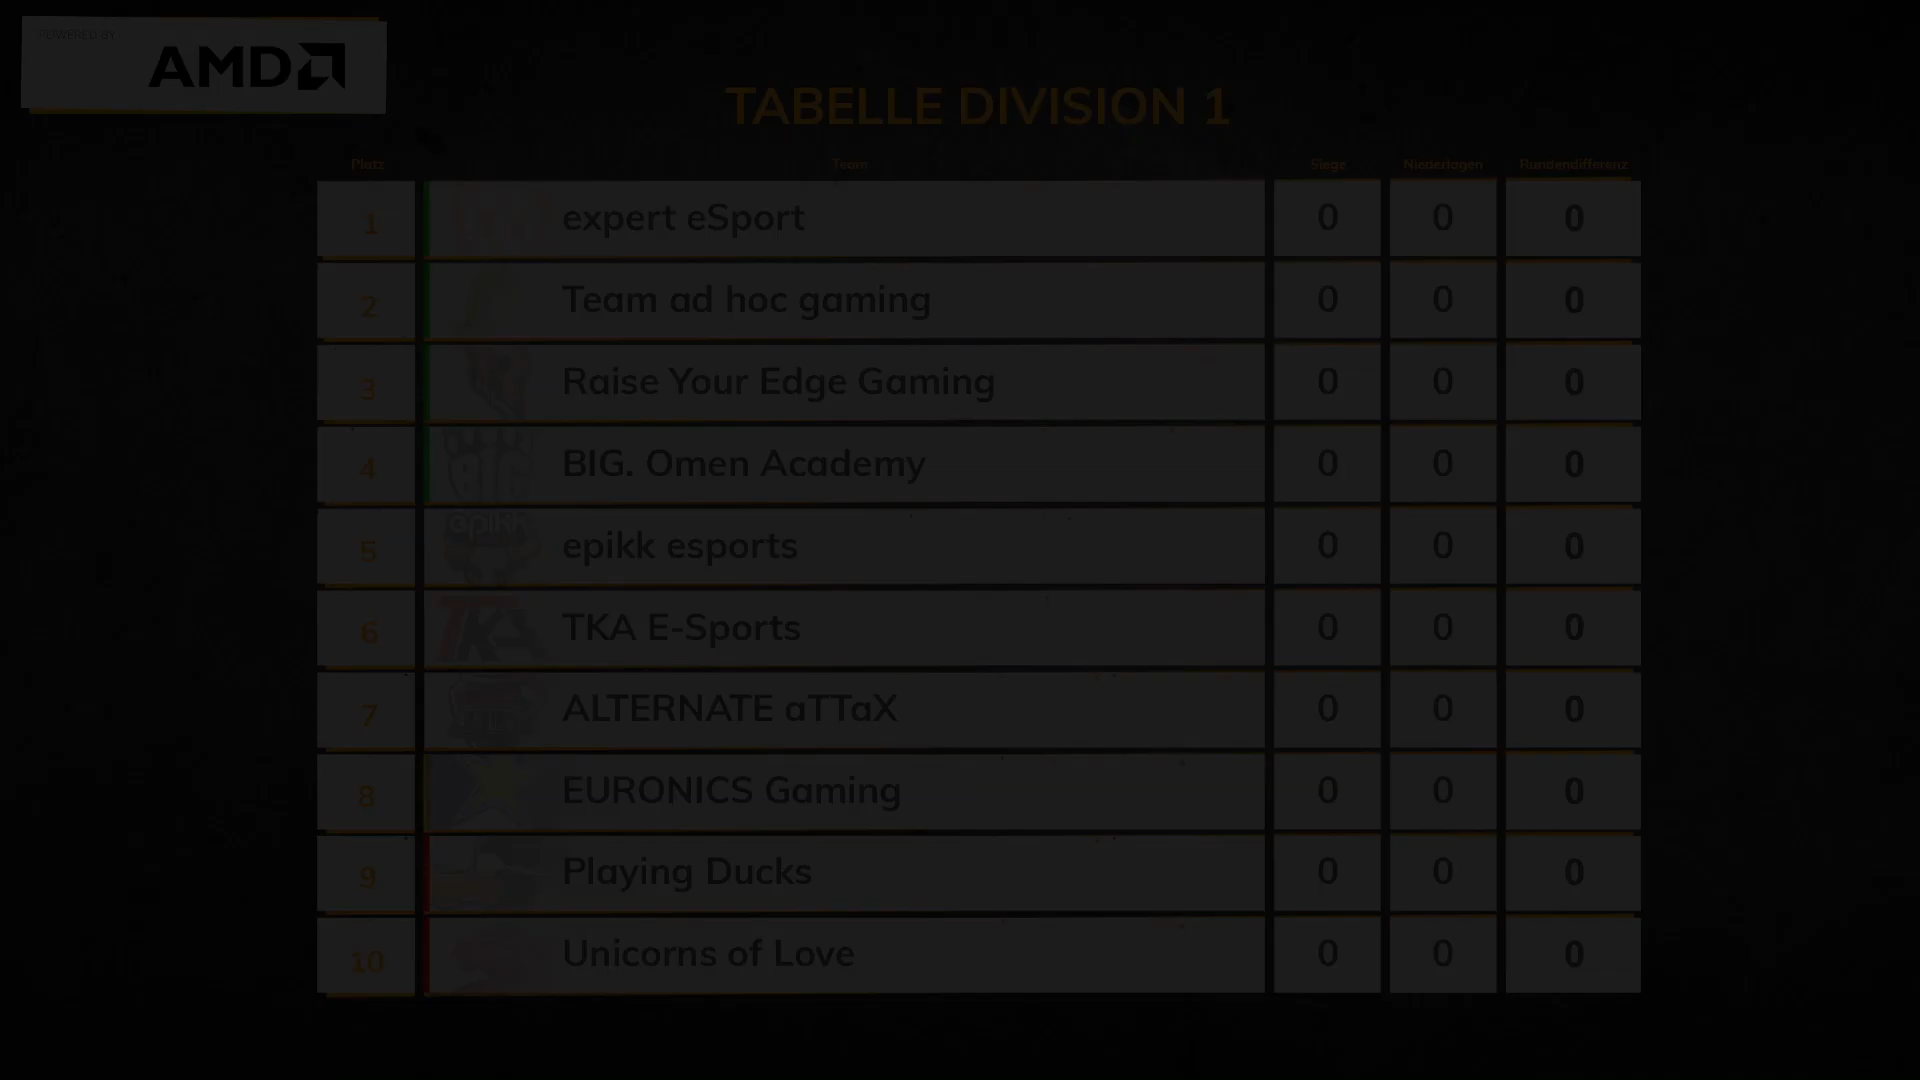 POWERED BY
AMD
TABELLE DIVISION 1
Platz Team Siege Niederlagen Rundendifferenz
1 expert eSport 0 0 0
2 Team ad hoc gaming 0 0 0
3 Raise Your Edge Gaming 0 0 0
4 BIG BIG. Omen Academy 0 0 0
5 epikk epikk esports 0 0 0
6 TKA TKA E-Sports 0 0 0
7 ALTERNATE aTTaX 0 0 0
8 EURONICS Gaming 0 0 0
9 Playing Ducks 0 0 0
10 Unicorns of Love 0 0 0